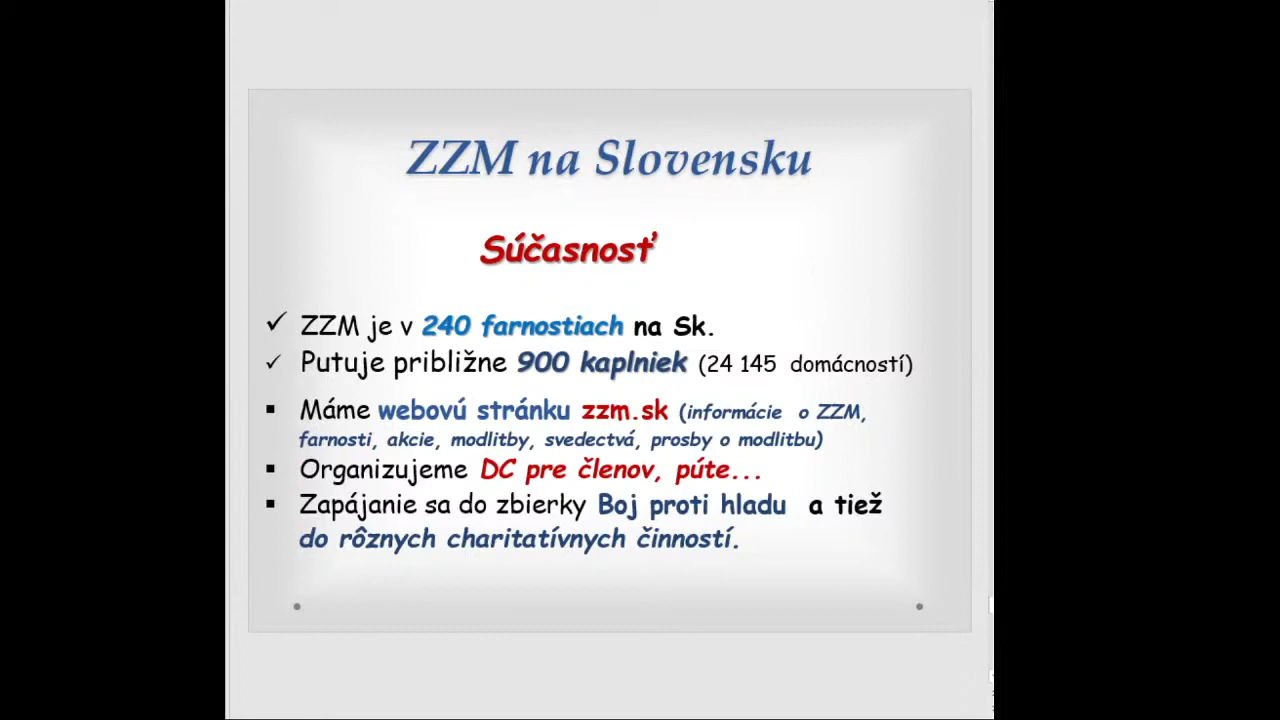 ZZM na Slovensku
Súčasnosť
ZZM je v 240 farnostiach na Sk.
Putuje približne 900 kaplniek (24 145 domácností)
Máme webovú stránku zzm.sk (informácie o ZZM,
farnosti, akcie, modlitby, svedectvá, prosby o modlitbu)
Organizujeme DC pre členov, púte...
Zapájanie sa do zbierky Boj proti hladu a tiež
do rôznych charitatívnych činností.